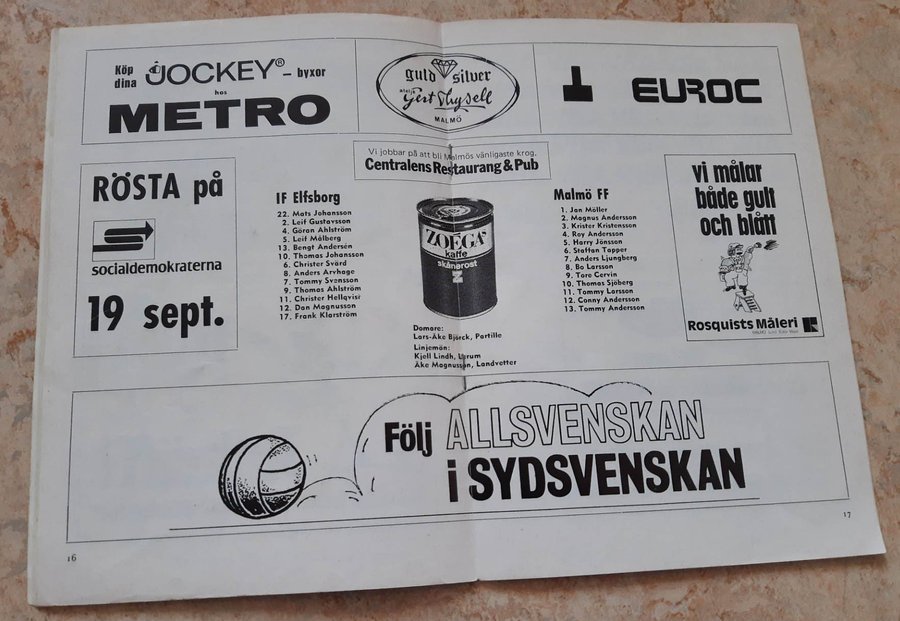 Köp
dina JOCKEY® – byxor
hos
METRO
guld silver
ateljé
Gert Thysell
MALMÖ
EUROC
Vi jobbar på att bli Malmös vänligaste krog.
Centralens Restaurang & Pub
RÖSTA på
socialdemokraterna
19 sept.
IF Elfsborg
22. Mats Johansson
2. Leif Gustavsson
4. Göran Ahlström
5. Leif Målberg
13. Bengt Andersén
10. Thomas Johansson
6. Christer Svärd
8. Anders Arvhage
7. Tommy Svensson
9. Thomas Ahlström
11. Christer Hellqvist
12. Dan Magnusson
17. Frank Klarström
ZOÉGAS
kaffe
skånerost
Z
Domare:
Lars-Åke Björck, Partille
Linjemän:
Kjell Lindh, Lerum
Åke Magnusson, Landvetter
Malmö FF
1. Jan Möller
2. Magnus Andersson
3. Krister Kristensson
4. Roy Andersson
5. Harry Jönsson
6. Staffan Tapper
7. Anders Ljungberg
8. Bo Larsson
9. Tore Cervin
10. Thomas Sjöberg
11. Tommy Larsson
12. Conny Andersson
13. Tommy Andersson
vi målar
både gult
och blått
Rosquists Måleri
Följ ALLSVENSKAN
i SYDSVENSKAN
16
17